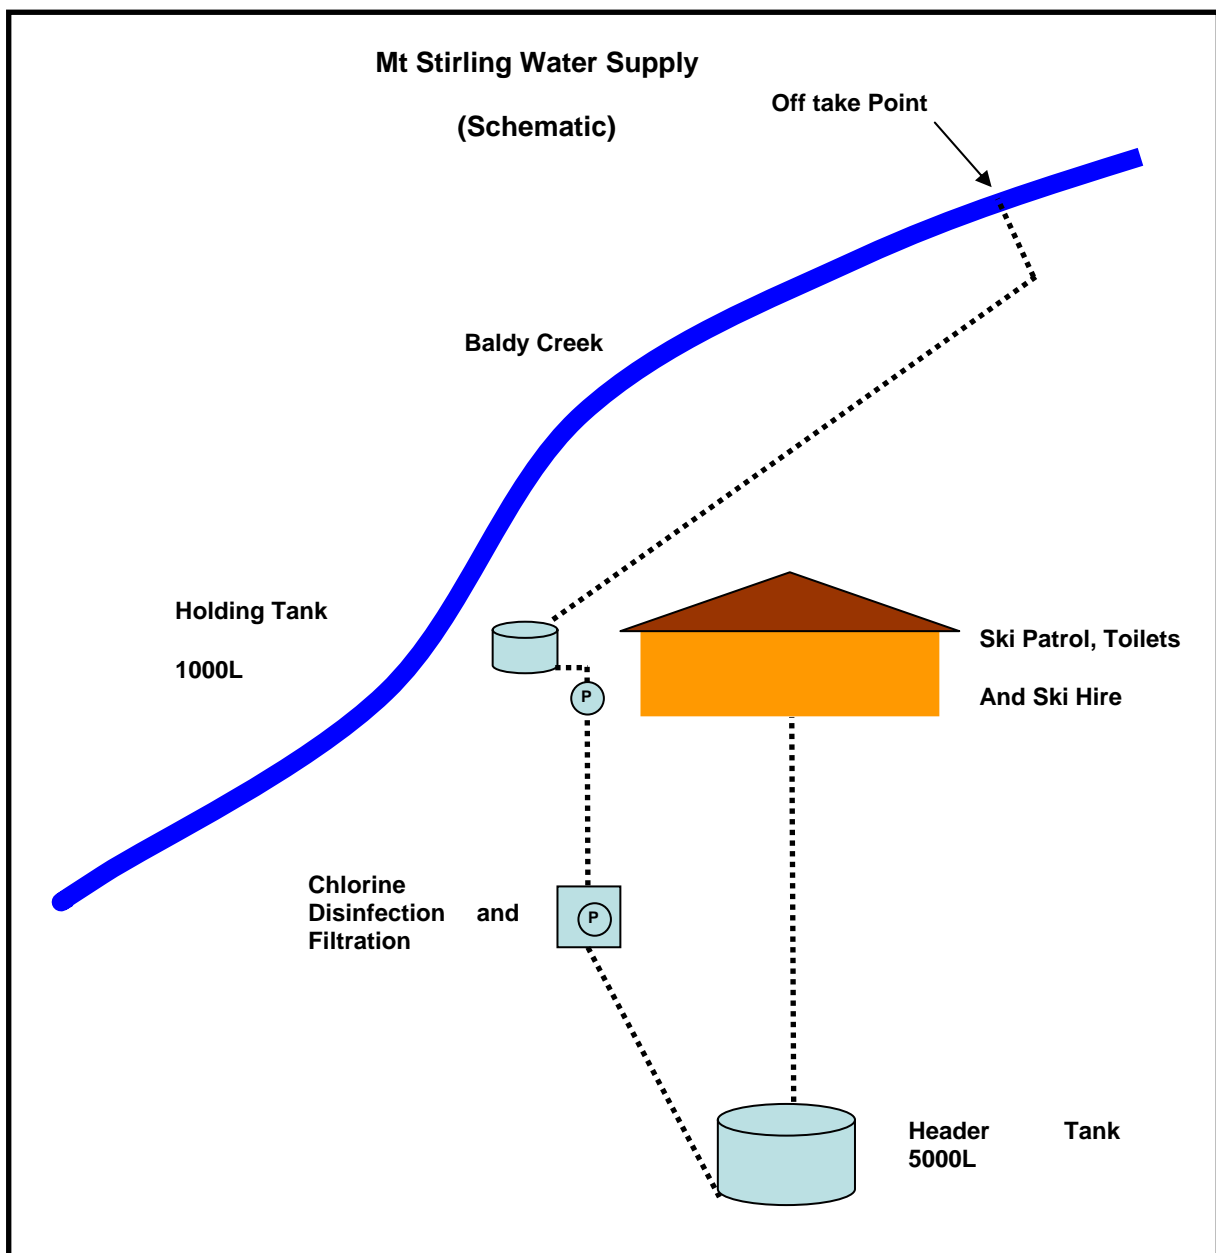 Mt Stirling Water Supply
(Schematic)
Off take Point
Baldy Creek
Holding Tank
1000L
Ski Patrol, Toilets
And Ski Hire
P
Chlorine
Disinfection and
Filtration
P
Header Tank
5000L